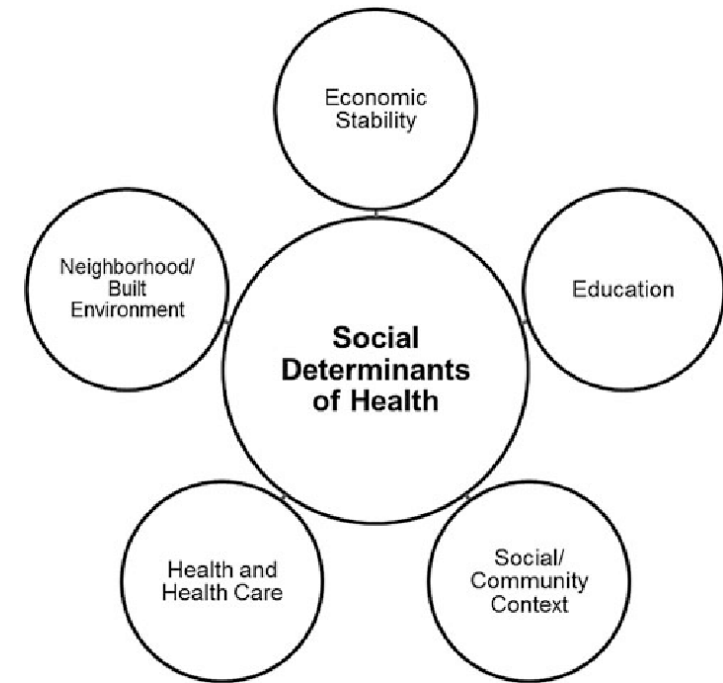 Economic
Stability
Neighborhood/
Built
Environment
Education
Social
Determinants
of Health
Health and
Health Care
Social/
Community
Context